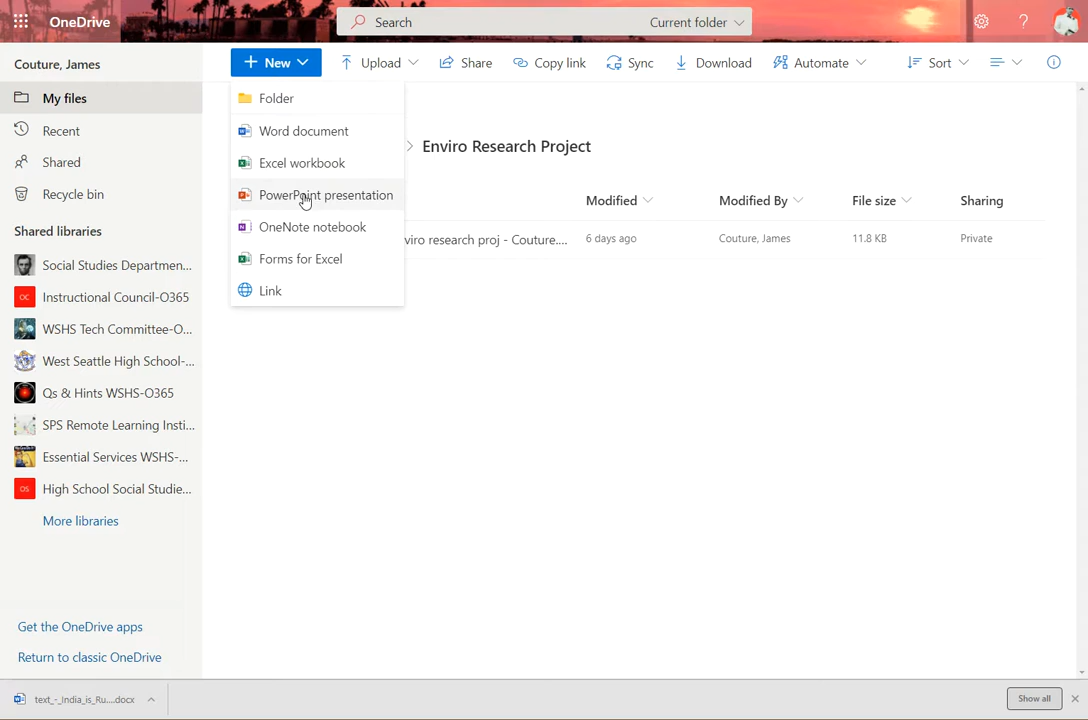 OneDrive
Search
Current folder
?
Couture, James
New
Upload
Share
Copy link
Sync
Download
Automate
Sort
My files
Folder
Recent
Word document
Enviro Research Project
Shared
Excel workbook
Recycle bin
PowerPoint presentation
Modified
Modified By
File size
Sharing
Shared libraries
OneNote notebook
viro research proj - Couture....
6 days ago
Couture, James
11.8 KB
Private
Social Studies Departmen...
Forms for Excel
OC
Instructional Council-O365
Link
WSHS Tech Committee-O...
West Seattle High School-...
Qs & Hints WSHS-O365
SPS Remote Learning Insti...
Essential Services WSHS-...
OS
High School Social Studie...
More libraries
Get the OneDrive apps
Return to classic OneDrive
text_-_India_is_Ru....docx
Show all